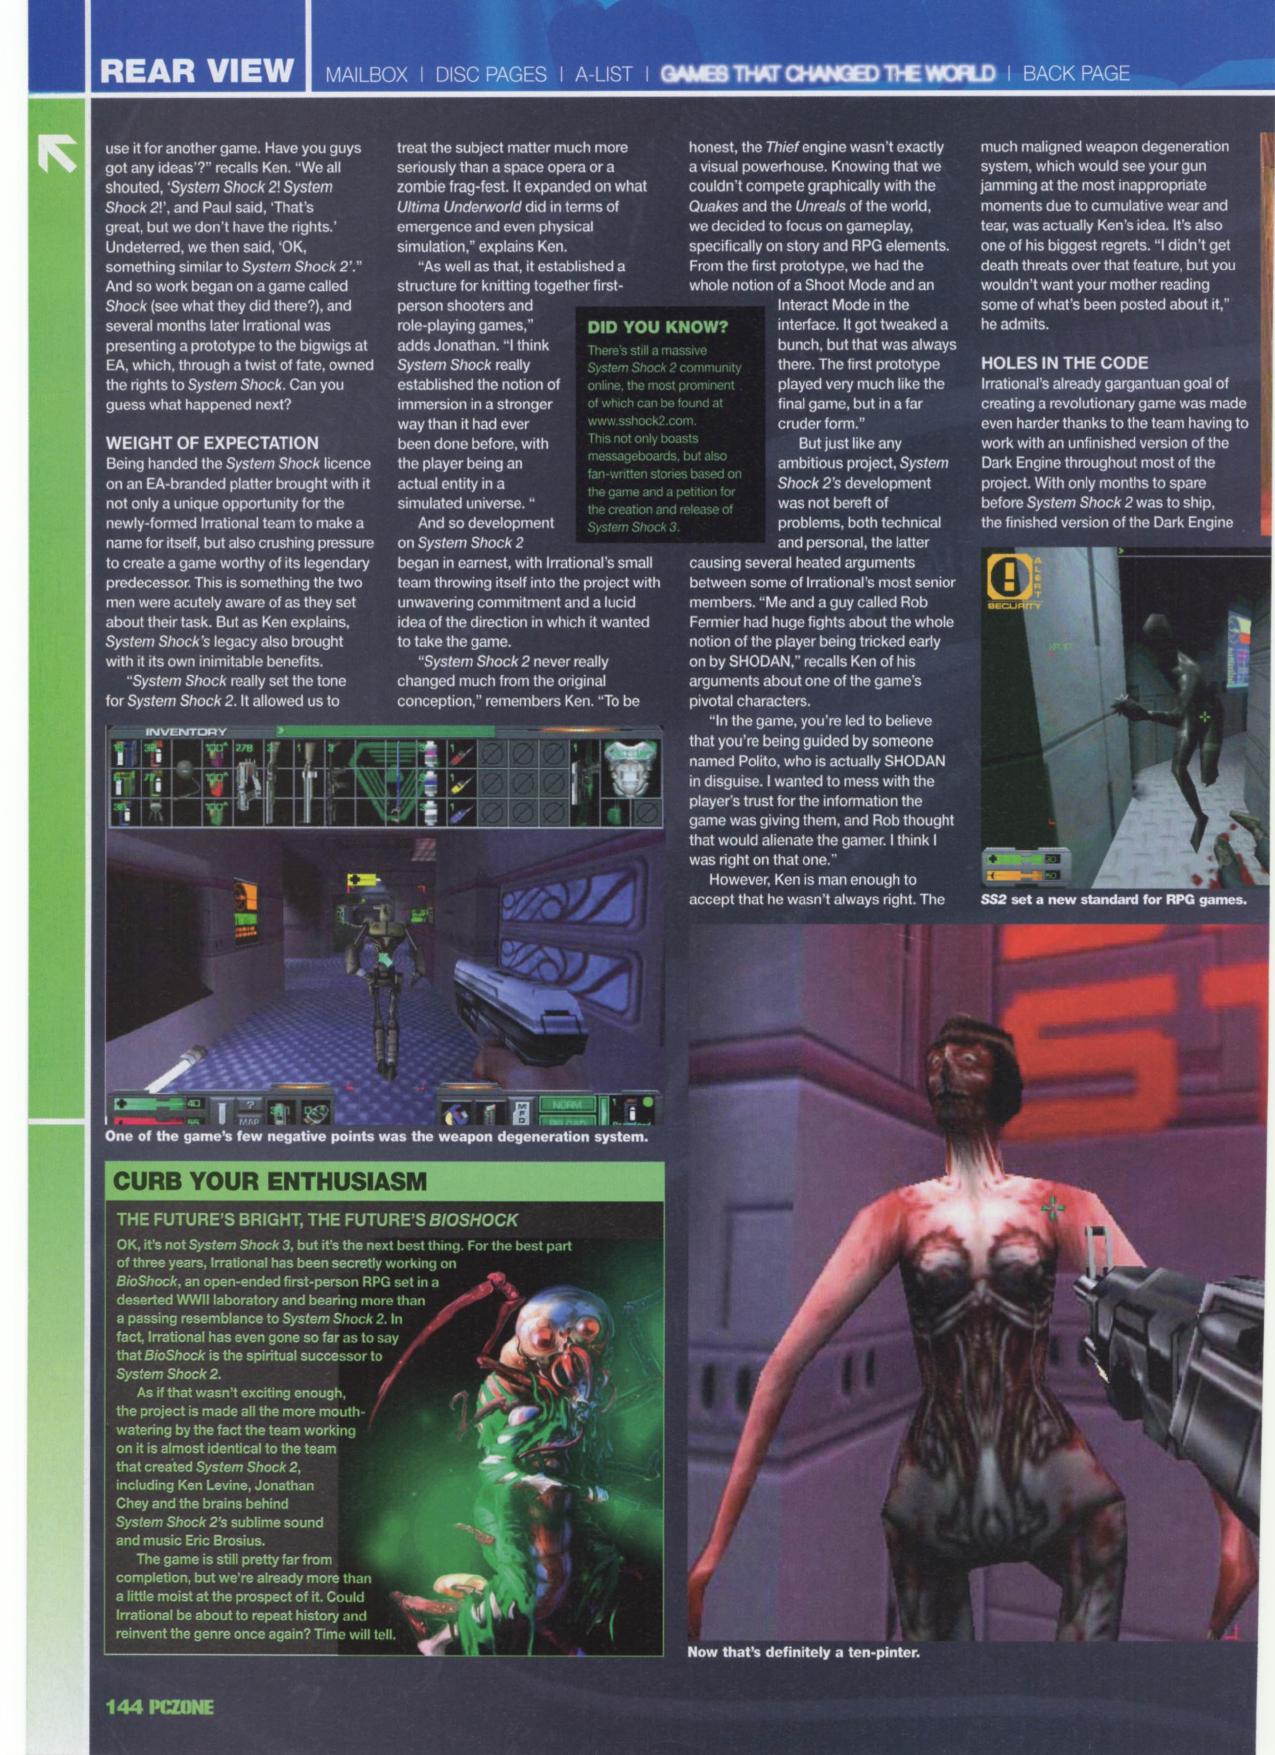 REAR VIEW
MAILBOX | DISC PAGES | A-LIST | GAMES THAT CHANGED THE WORLD | BACK PAGE
use it for another game. Have you guys
got any ideas'?" recalls Ken. "We all
shouted, 'System Shock 2! System
Shock 2!', and Paul said, 'That's
great, but we don't have the rights.'
Undeterred, we then said, 'OK,
something similar to System Shock 2'."
And so work began on a game called
Shock (see what they did there?), and
several months later Irrational was
presenting a prototype to the bigwigs at
EA, which, through a twist of fate, owned
the rights to System Shock. Can you
guess what happened next?
WEIGHT OF EXPECTATION
Being handed the System Shock licence
on an EA-branded platter brought with it
not only a unique opportunity for the
newly-formed Irrational team to make a
name for itself, but also crushing pressure
to create a game worthy of its legendary
predecessor. This is something the two
men were acutely aware of as they set
about their task. But as Ken explains,
System Shock's legacy also brought
with it its own inimitable benefits.
"System Shock really set the tone
for System Shock 2. It allowed us to
treat the subject matter much more
seriously than a space opera or a
zombie frag-fest. It expanded on what
Ultima Underworld did in terms of
emergence and even physical
simulation," explains Ken.
"As well as that, it established a
structure for knitting together first-
person shooters and
role-playing games,"
adds Jonathan. "I think
System Shock really
established the notion of
immersion in a stronger
way than it had ever
been done before, with
the player being an
actual entity in a
simulated universe. "
And so development
on System Shock 2
began in earnest, with Irrational's small
team throwing itself into the project with
unwavering commitment and a lucid
idea of the direction in which it wanted
to take the game.
"System Shock 2 never really
changed much from the original
conception," remembers Ken. "To be
DID YOU KNOW?
There's still a massive
System Shock 2 community
online, the most prominent
of which can be found at
www.sshock2.com.
This not only boasts
messageboards, but also
fan-written stories based on
the game and a petition for
the creation and release of
System Shock 3.
honest, the Thief engine wasn't exactly
a visual powerhouse. Knowing that we
couldn't compete graphically with the
Quakes and the Unreals of the world,
we decided to focus on gameplay,
specifically on story and RPG elements.
From the first prototype, we had the
whole notion of a Shoot Mode and an
Interact Mode in the
interface. It got tweaked a
bunch, but that was always
there. The first prototype
played very much like the
final game, but in a far
cruder form."
But just like any
ambitious project, System
Shock 2's development
was not bereft of
problems, both technical
and personal, the latter
causing several heated arguments
between some of Irrational's most senior
members. "Me and a guy called Rob
Fermier had huge fights about the whole
notion of the player being tricked early
on by SHODAN," recalls Ken of his
arguments about one of the game's
pivotal characters.
"In the game, you're led to believe
that you're being guided by someone
named Polito, who is actually SHODAN
in disguise. I wanted to mess with the
player's trust for the information the
game was giving them, and Rob thought
that would alienate the gamer. I think I
was right on that one."
However, Ken is man enough to
accept that he wasn't always right. The
much maligned weapon degeneration
system, which would see your gun
jamming at the most inappropriate
moments due to cumulative wear and
tear, was actually Ken's idea. It's also
one of his biggest regrets. "I didn't get
death threats over that feature, but you
wouldn't want your mother reading
some of what's been posted about it,"
he admits.
HOLES IN THE CODE
Irrational's already gargantuan goal of
creating a revolutionary game was made
even harder thanks to the team having to
work with an unfinished version of the
Dark Engine throughout most of the
project. With only months to spare
before System Shock 2 was to ship,
the finished version of the Dark Engine
ALERT
SECURITY
SS2 set a new standard for RPG games.
INVENTORY
278
40
?
MAP
MFD
NORM
One of the game's few negative points was the weapon degeneration system.
CURB YOUR ENTHUSIASM
THE FUTURE'S BRIGHT, THE FUTURE'S BIOSHOCK
OK, it's not System Shock 3, but it's the next best thing. For the best part
of three years, Irrational has been secretly working on
BioShock, an open-ended first-person RPG set in a
deserted WWII laboratory and bearing more than
a passing resemblance to System Shock 2. In
fact, Irrational has even gone so far as to say
that BioShock is the spiritual successor to
System Shock 2.
As if that wasn't exciting enough,
the project is made all the more mouth-
watering by the fact the team working
on it is almost identical to the team
that created System Shock 2,
including Ken Levine, Jonathan
Chey and the brains behind
System Shock 2's sublime sound
and music Eric Brosius.
The game is still pretty far from
completion, but we're already more than
a little moist at the prospect of it. Could
Irrational be about to repeat history and
reinvent the genre once again? Time will tell.
ST
Now that's definitely a ten-pinter.
144 PCZONE